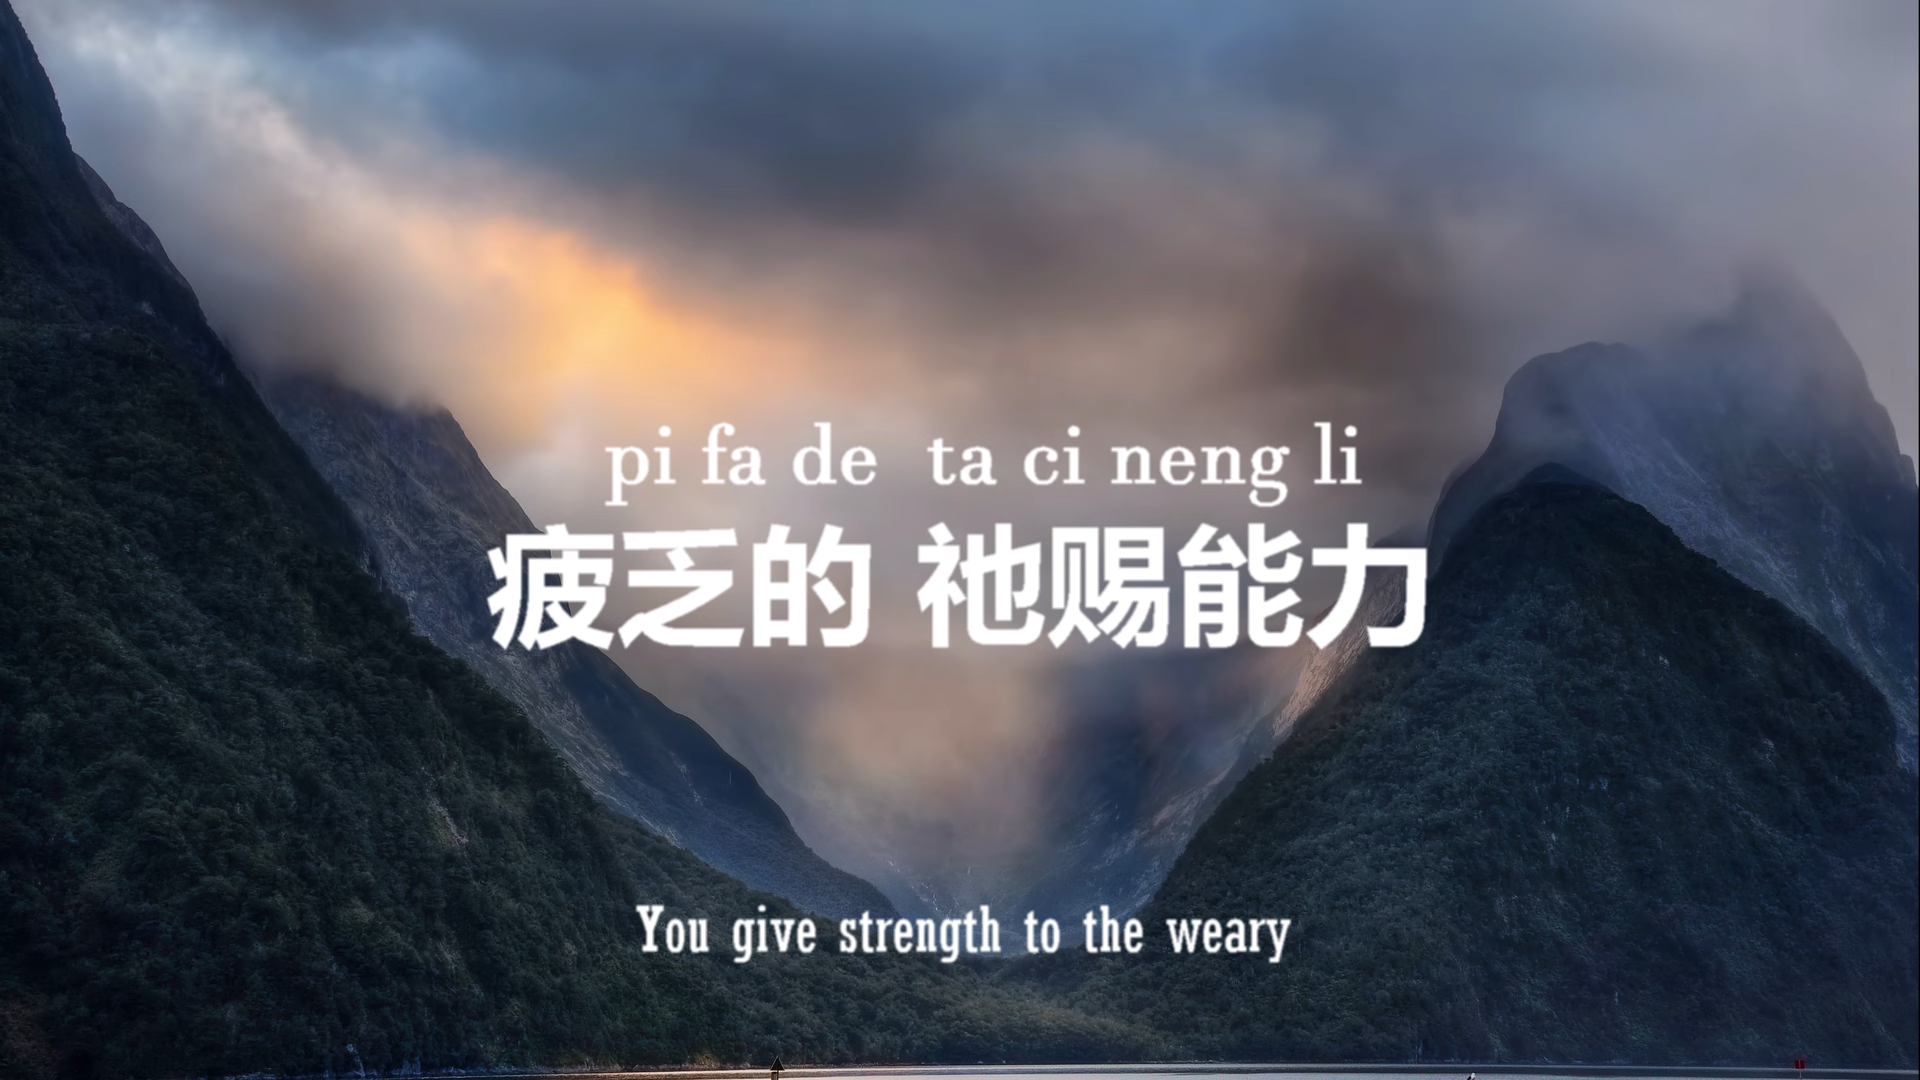 pi fa de ta ci neng li
疲乏的 祂赐能力
You give strength to the weary